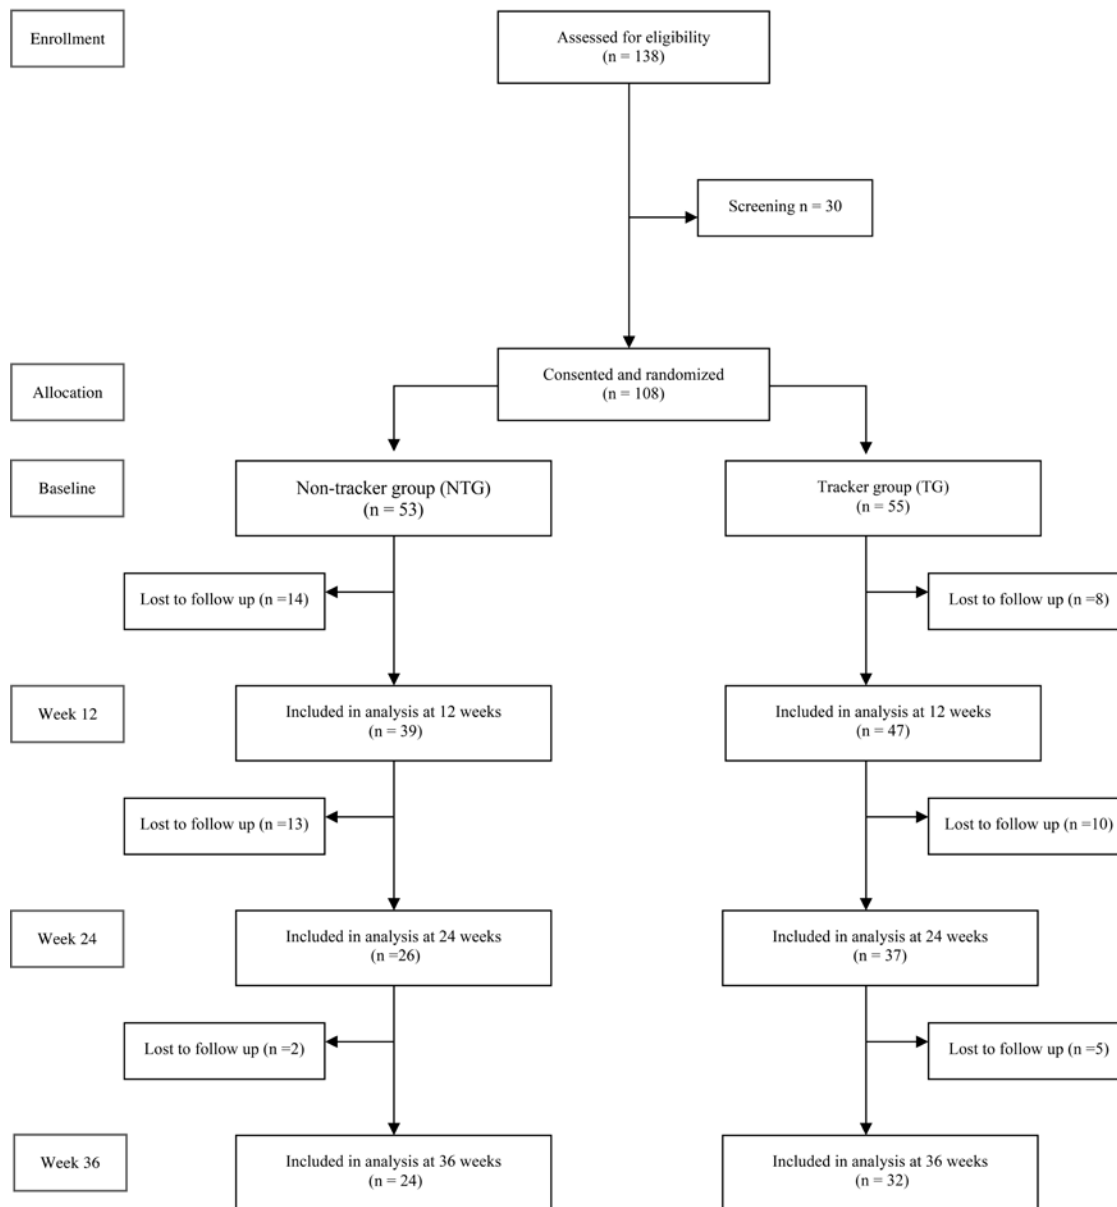 Enrollment
Assessed for eligibility
(n = 138)
Screening n = 30
Allocation
Consented and randomized
(n = 108)
Baseline
Non-tracker group (NTG)
(n = 53)
Tracker group (TG)
(n = 55)
Lost to follow up (n =14)
Lost to follow up (n =8)
Week 12
Included in analysis at 12 weeks
(n = 39)
Included in analysis at 12 weeks
(n = 47)
Lost to follow up (n =13)
Lost to follow up (n =10)
Week 24
Included in analysis at 24 weeks
(n =26)
Included in analysis at 24 weeks
(n = 37)
Lost to follow up (n =2)
Lost to follow up (n =5)
Week 36
Included in analysis at 36 weeks
(n = 24)
Included in analysis at 36 weeks
(n = 32)